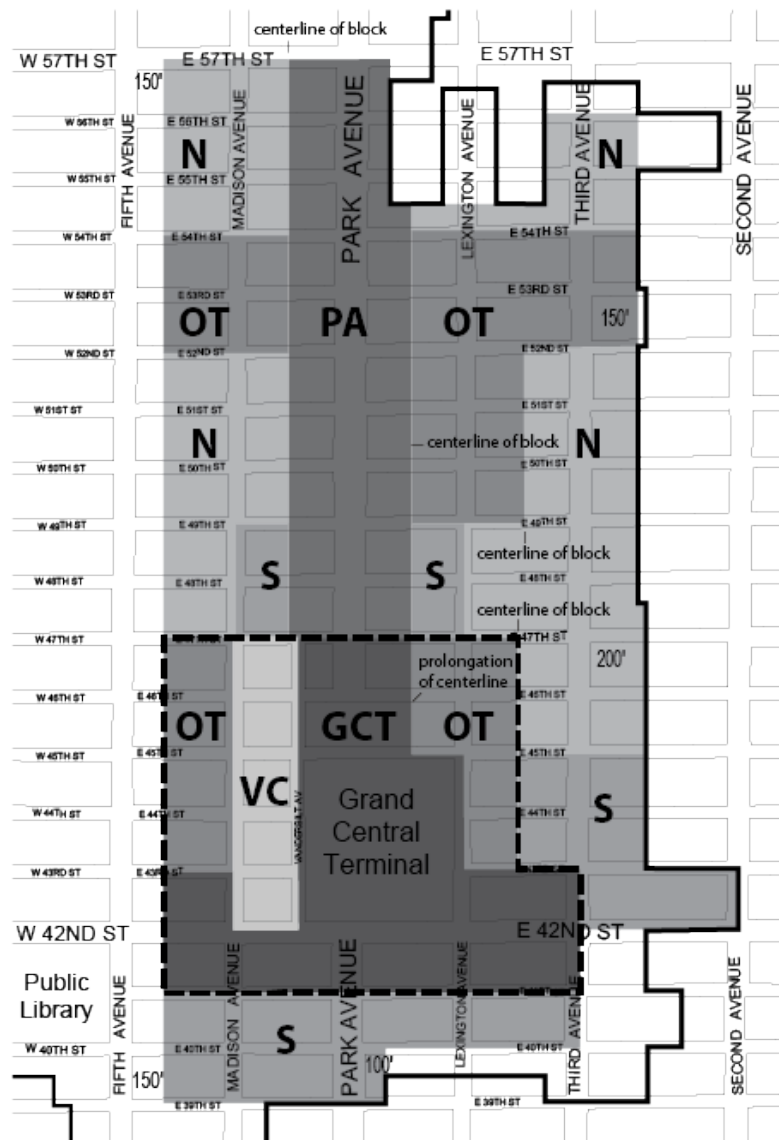 centerline of block
W 57TH ST
E 57TH ST
E 57TH ST
150'
W 56TH ST
E 56TH ST
FIFTH AVENUE
MADISON AVENUE
PARK AVENUE
LEXINGTON AVENUE
THIRD AVENUE
SECOND AVENUE
N
N
W 55TH ST
E 55TH ST
W 54TH ST
E 54TH ST
E 54TH ST
W 53RD ST
E 53RD ST
E 53RD ST
OT
PA
OT
150'
W 52ND ST
E 52ND ST
E 52ND ST
W 51ST ST
E 51ST ST
E 51ST ST
N
centerline of block
N
W 50TH ST
E 50TH ST
E 50TH ST
W 49TH ST
E 49TH ST
E 49TH ST
centerline of block
S
S
W 48TH ST
E 48TH ST
E 48TH ST
centerline of block
W 47TH ST
E 47TH ST
prolongation
of centerline
200'
W 46TH ST
E 46TH ST
E 46TH ST
OT
GCT
OT
W 45TH ST
E 45TH ST
E 45TH ST
VC
VANDERBILT AV
Grand
Central
Terminal
S
W 44TH ST
E 44TH ST
E 44TH ST
W 43RD ST
E 43RD ST
W 42ND ST
E 42ND ST
Public
Library
FIFTH AVENUE
MADISON AVENUE
PARK AVENUE
LEXINGTON AVENUE
THIRD AVENUE
SECOND AVENUE
S
W 40TH ST
E 40TH ST
E 40TH ST
150'
100'
E 39TH ST
E 39TH ST